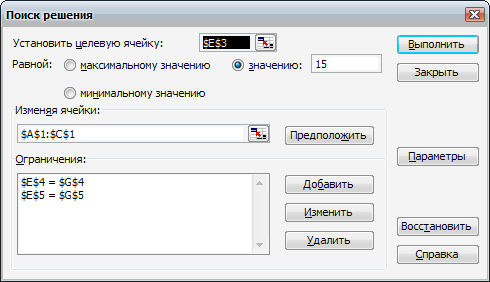 Поиск решения
Установить целевую ячейку: $E$3 Выполнить
Равной: максимальному значению значению: 15 Закрыть
минимальному значению
Изменяя ячейки:
$A$1:$C$1 Предположить
Ограничения: Параметры
$E$4 = $G$4 Добавить
$E$5 = $G$5
Изменить
Восстановить
Удалить
Справка